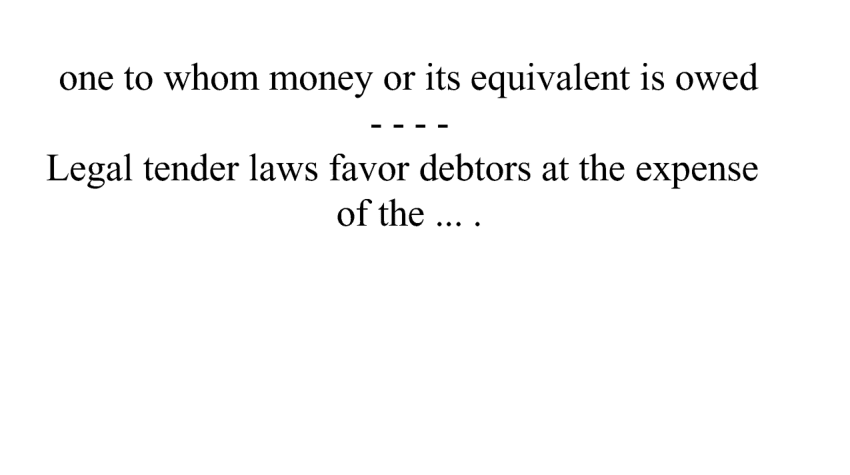 one to whom money or its equivalent is owed
- - - -
Legal tender laws favor debtors at the expense
of the ... .